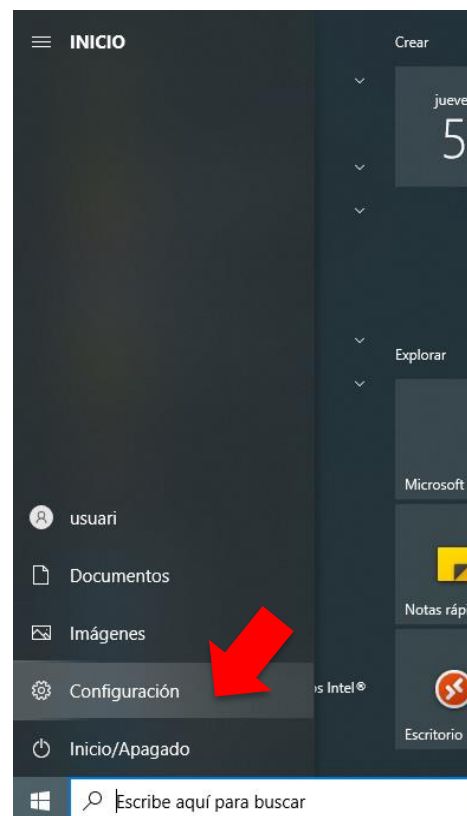 INICIO
Crear
jueve
5
Explorar
Microsoft
usuari
Documentos
Notas ráp
Imágenes
Configuración
os Intel®
Escritorio
Inicio/Apagado
Escribe aquí para buscar